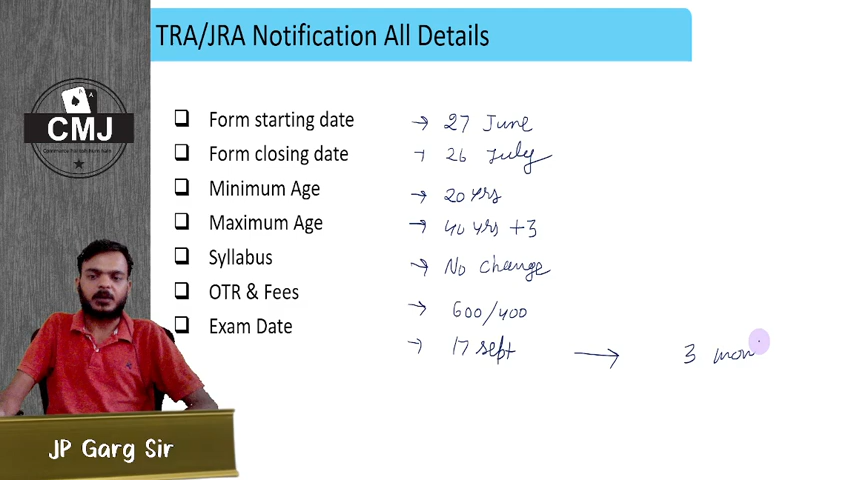 TRA/JRA Notification All Details
A
A
CMJ
Form starting date → 27 June
Form closing date → 26 July
Minimum Age → 20 yrs
Maximum Age → 40 yrs +3
Syllabus → No change
OTR & Fees → 600/400
Exam Date → 17 sept → 3 mon
JP Garg Sir